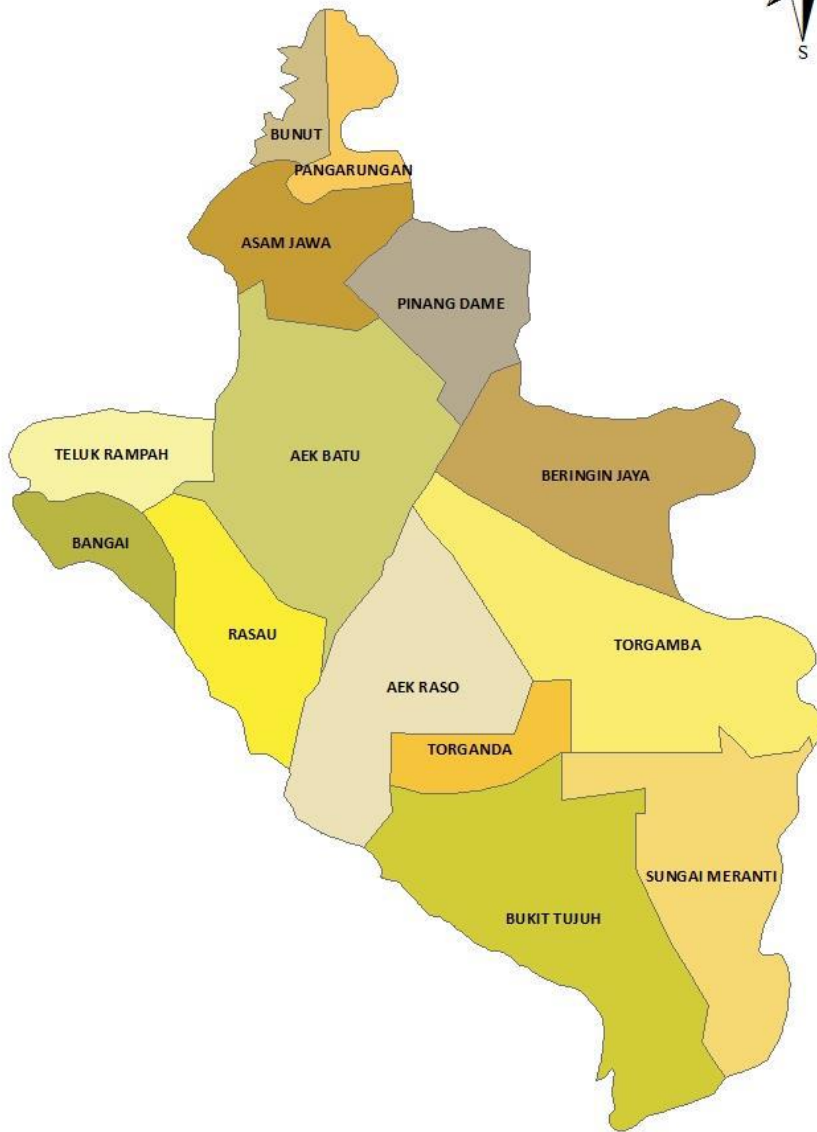 S
BUNUT
PANGARUNGAN
ASAM JAWA
PINANG DAME
TELUK RAMPAH
AEK BATU
BERINGIN JAYA
BANGAI
RASAU
TORGAMBA
AEK RASO
TORGANDA
SUNGAI MERANTI
BUKIT TUJUH